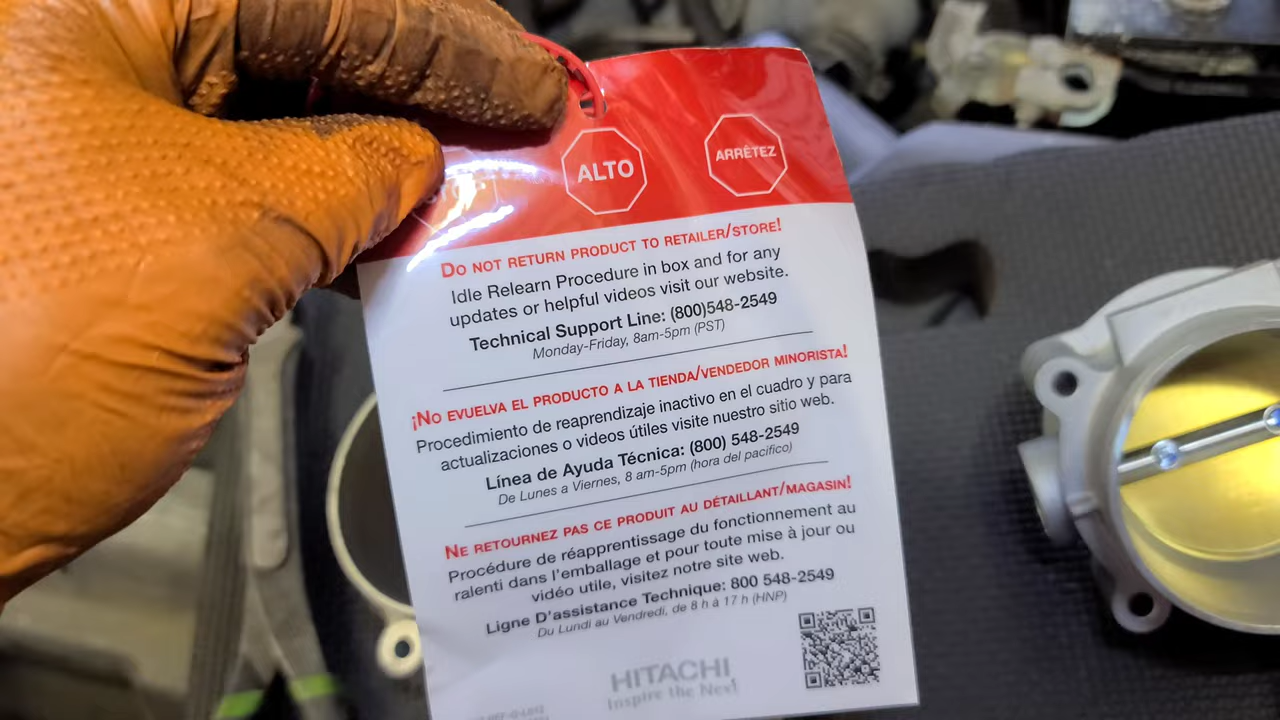 ALTO
ARRÊTEZ
DO NOT RETURN PRODUCT TO RETAILER/STORE!
Idle Relearn Procedure in box and for any
updates or helpful videos visit our website.
Technical Support Line: (800)548-2549
Monday-Friday, 8am-5pm (PST)
¡NO EVUELVA EL PRODUCTO A LA TIENDA/VENDEDOR MINORISTA!
Procedimiento de reaprendizaje inactivo en el cuadro y para
actualizaciones o videos útiles visite nuestro sitio web.
Línea de Ayuda Técnica: (800) 548-2549
De Lunes a Viernes, 8 am-5pm (hora del pacifico)
NE RETOURNEZ PAS CE PRODUIT AU DÉTAILLANT/MAGASIN!
Procédure de réapprentissage du fonctionnement au
ralenti dans l'emballage et pour toute mise à jour ou
vidéo utile, visitez notre site web.
Ligne D'assistance Technique: 800 548-2549
Du Lundi au Vendredi, de 8 h à 17 h (HNP)
HITACHI
Inspire the Next